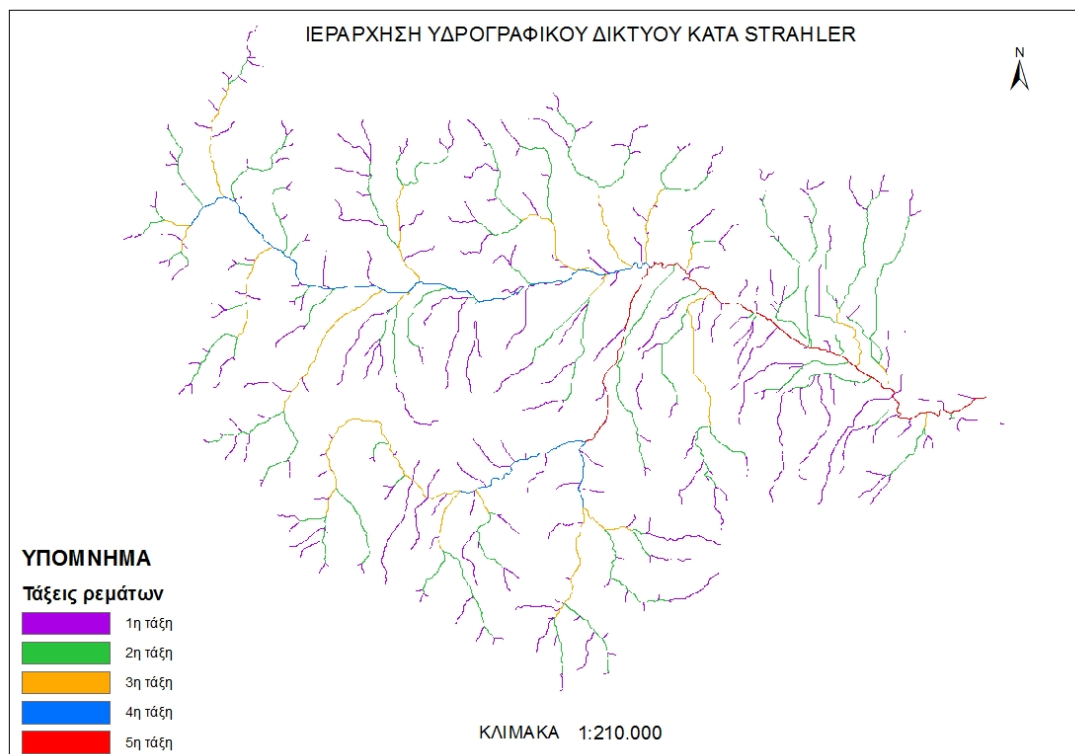 ΙΕΡΑΡΧΗΣΗ ΥΔΡΟΓΡΑΦΙΚΟΥ ΔΙΚΤΥΟΥ ΚΑΤΑ STRAHLER
N
ΥΠΟΜΝΗΜΑ
Τάξεις ρεμάτων
1η τάξη
2η τάξη
3η τάξη
4η τάξη
5η τάξη
ΚΛΙΜΑΚΑ 1:210.000